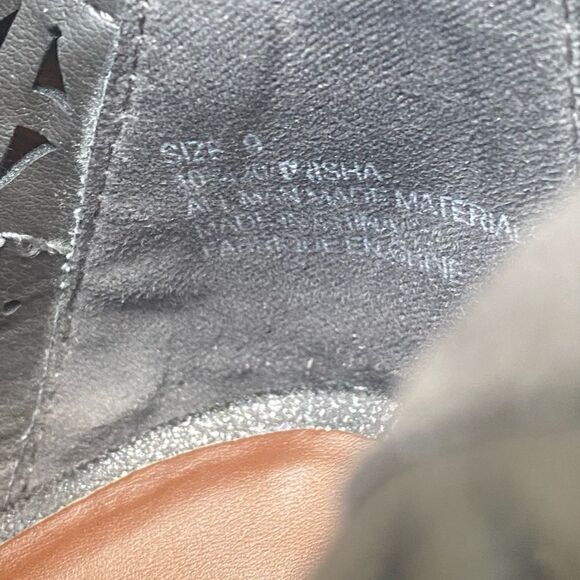 SIZE 9
ALL MAN MADE MATERIAL
MADE IN CHINA
FABRIQUE EN CHINE